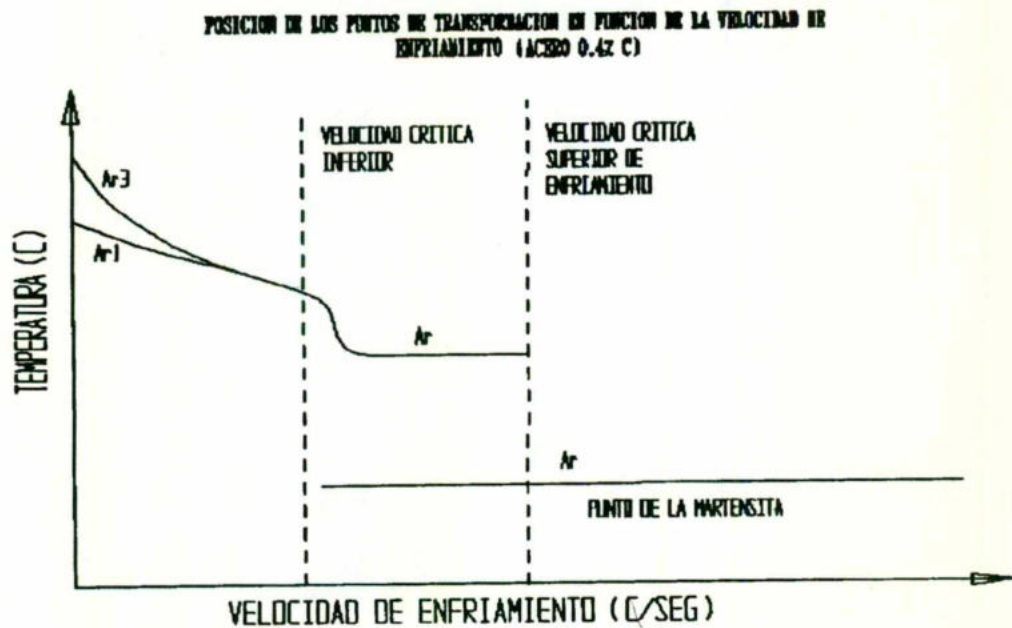 POSICION DE LOS PUNTOS DE TRANSFORMACION EN FUNCION DE LA VELOCIDAD DE
ENFRIAMIENTO (ACERO 0.4% C)
VELOCIDAD CRITICA
INFERIOR
VELOCIDAD CRITICA
SUPERIOR DE
ENFRIAMIENTO
Ar3
Ar1
Ar
Ar
PUNTO DE LA MARTENSITA
TEMPERATURA (C)
VELOCIDAD DE ENFRIAMIENTO (C/SEG)